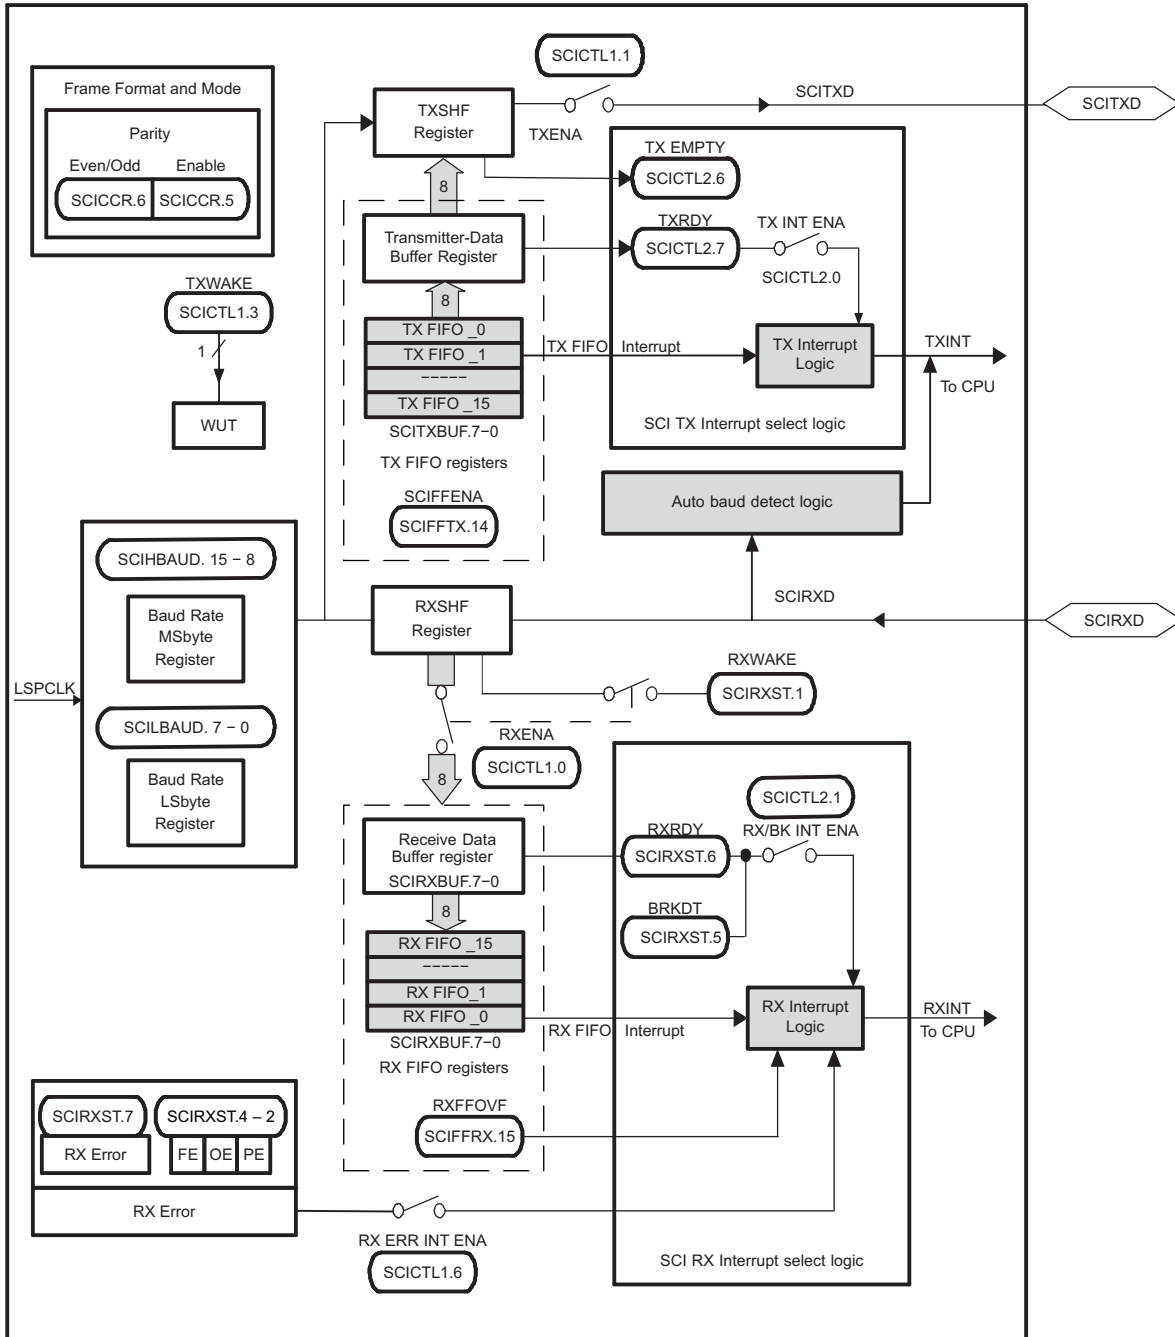 SCICTL1.1
Frame Format and Mode
Parity
Even/Odd Enable
SCICCR.6 SCICCR.5
TXSHF
Register
TXENA
SCITXD
SCITXD
8
TX EMPTY
SCICTL2.6
Transmitter-Data
Buffer Register
TXRDY
SCICTL2.7
TX INT ENA
SCICTL2.0
TXWAKE
SCICTL1.3
1
WUT
8
TX FIFO _0
TX FIFO _1
-----
TX FIFO _15
SCITXBUF.7-0
TX FIFO registers
SCIFFENA
SCIFFTX.14
TX FIFO Interrupt
TX Interrupt
Logic
TXINT
To CPU
SCI TX Interrupt select logic
Auto baud detect logic
SCIHBAUD. 15 - 8
Baud Rate
MSbyte
Register
LSPCLK
SCILBAUD. 7 - 0
Baud Rate
LSbyte
Register
RXSHF
Register
SCIRXD
SCIRXD
RXWAKE
SCIRXST.1
RXENA
SCICTL1.0
8
Receive Data
Buffer register
SCIRXBUF.7-0
8
RX FIFO _15
-----
RX FIFO_1
RX FIFO _0
SCIRXBUF.7-0
RX FIFO registers
RXFFOVF
SCIFFRX.15
RX FIFO Interrupt
SCICTL2.1
RXRDY
SCIRXST.6
RX/BK INT ENA
BRKDT
SCIRXST.5
RX Interrupt
Logic
RXINT
To CPU
SCIRXST.7 SCIRXST.4 – 2
RX Error FE OE PE
RX Error
RX ERR INT ENA
SCICTL1.6
SCI RX Interrupt select logic